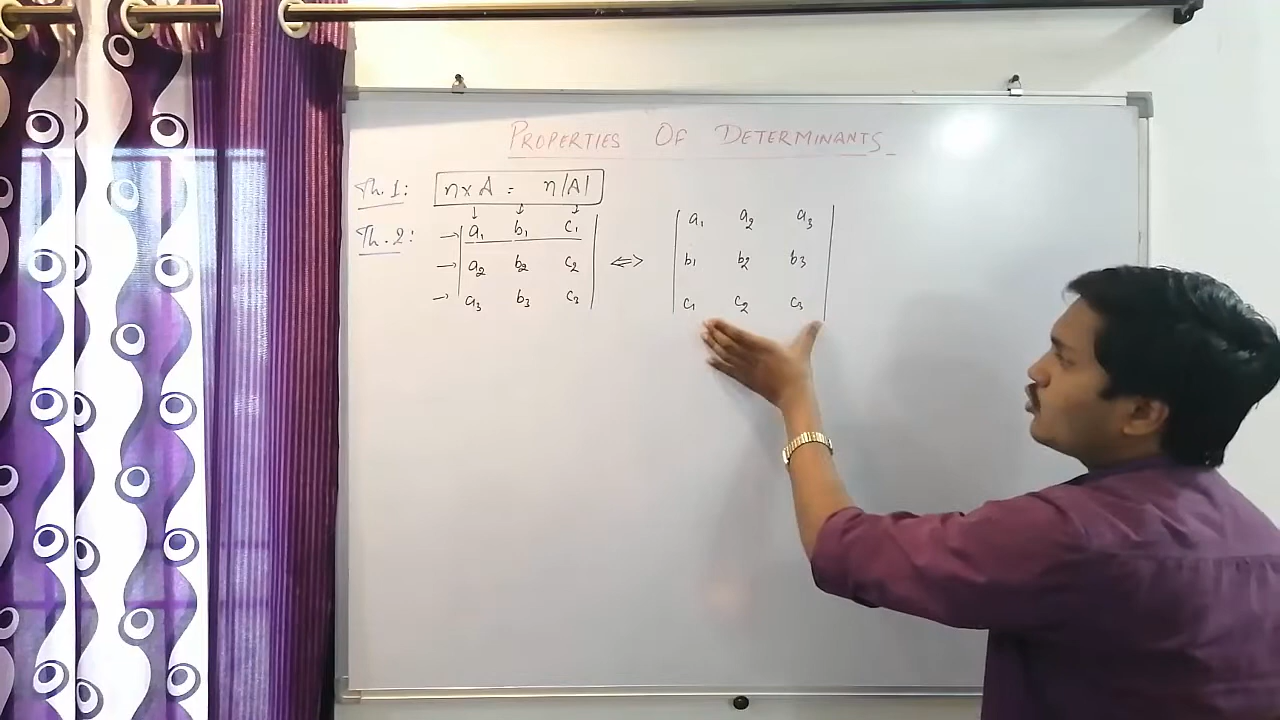 PROPERTIES OF DETERMINANTS
Th. 1: n x A = n |A|
Th. 2: → | a₁ b₁ c₁ | ⇔ | a₁ a₂ a₃ |
→ | a₂ b₂ c₂ | | b₁ b₂ b₃ |
→ | a₃ b₃ c₃ | | c₁ c₂ c₃ |